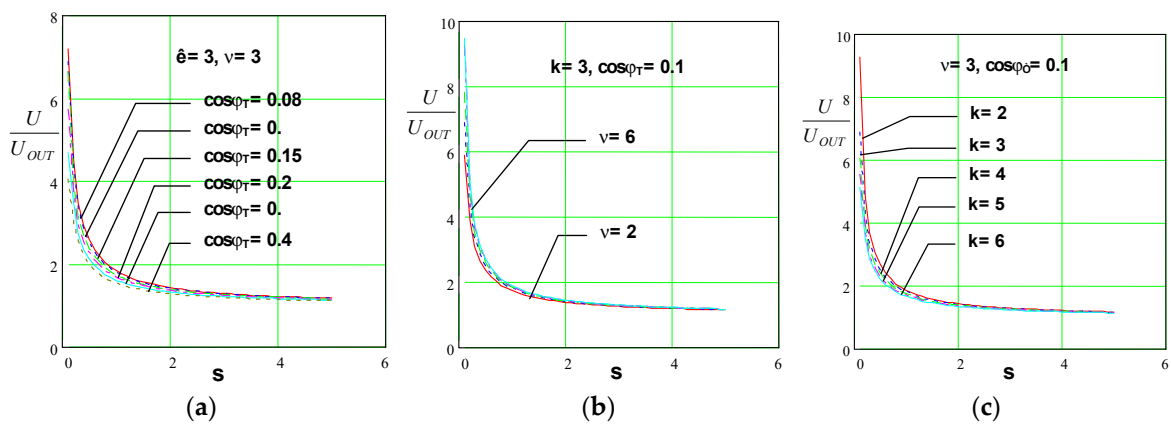 8
ê= 3, ν= 3
6
cosφT= 0.08
cosφT= 0.
U
UOUT
cosφT= 0.15
4
cosφT= 0.2
cosφT= 0.
cosφT= 0.4
2
0
0 2 4 6
S
(a)
10
k= 3, cosφT= 0.1
8
U
UOUT
ν= 6
6
4
ν= 2
2
0
0 2 4 6
S
(b)
10
ν= 3, cosφò= 0.1
8
k= 2
U
UOUT
k= 3
6
k= 4
k= 5
4
k= 6
2
0
0 2 4 6
S
(c)